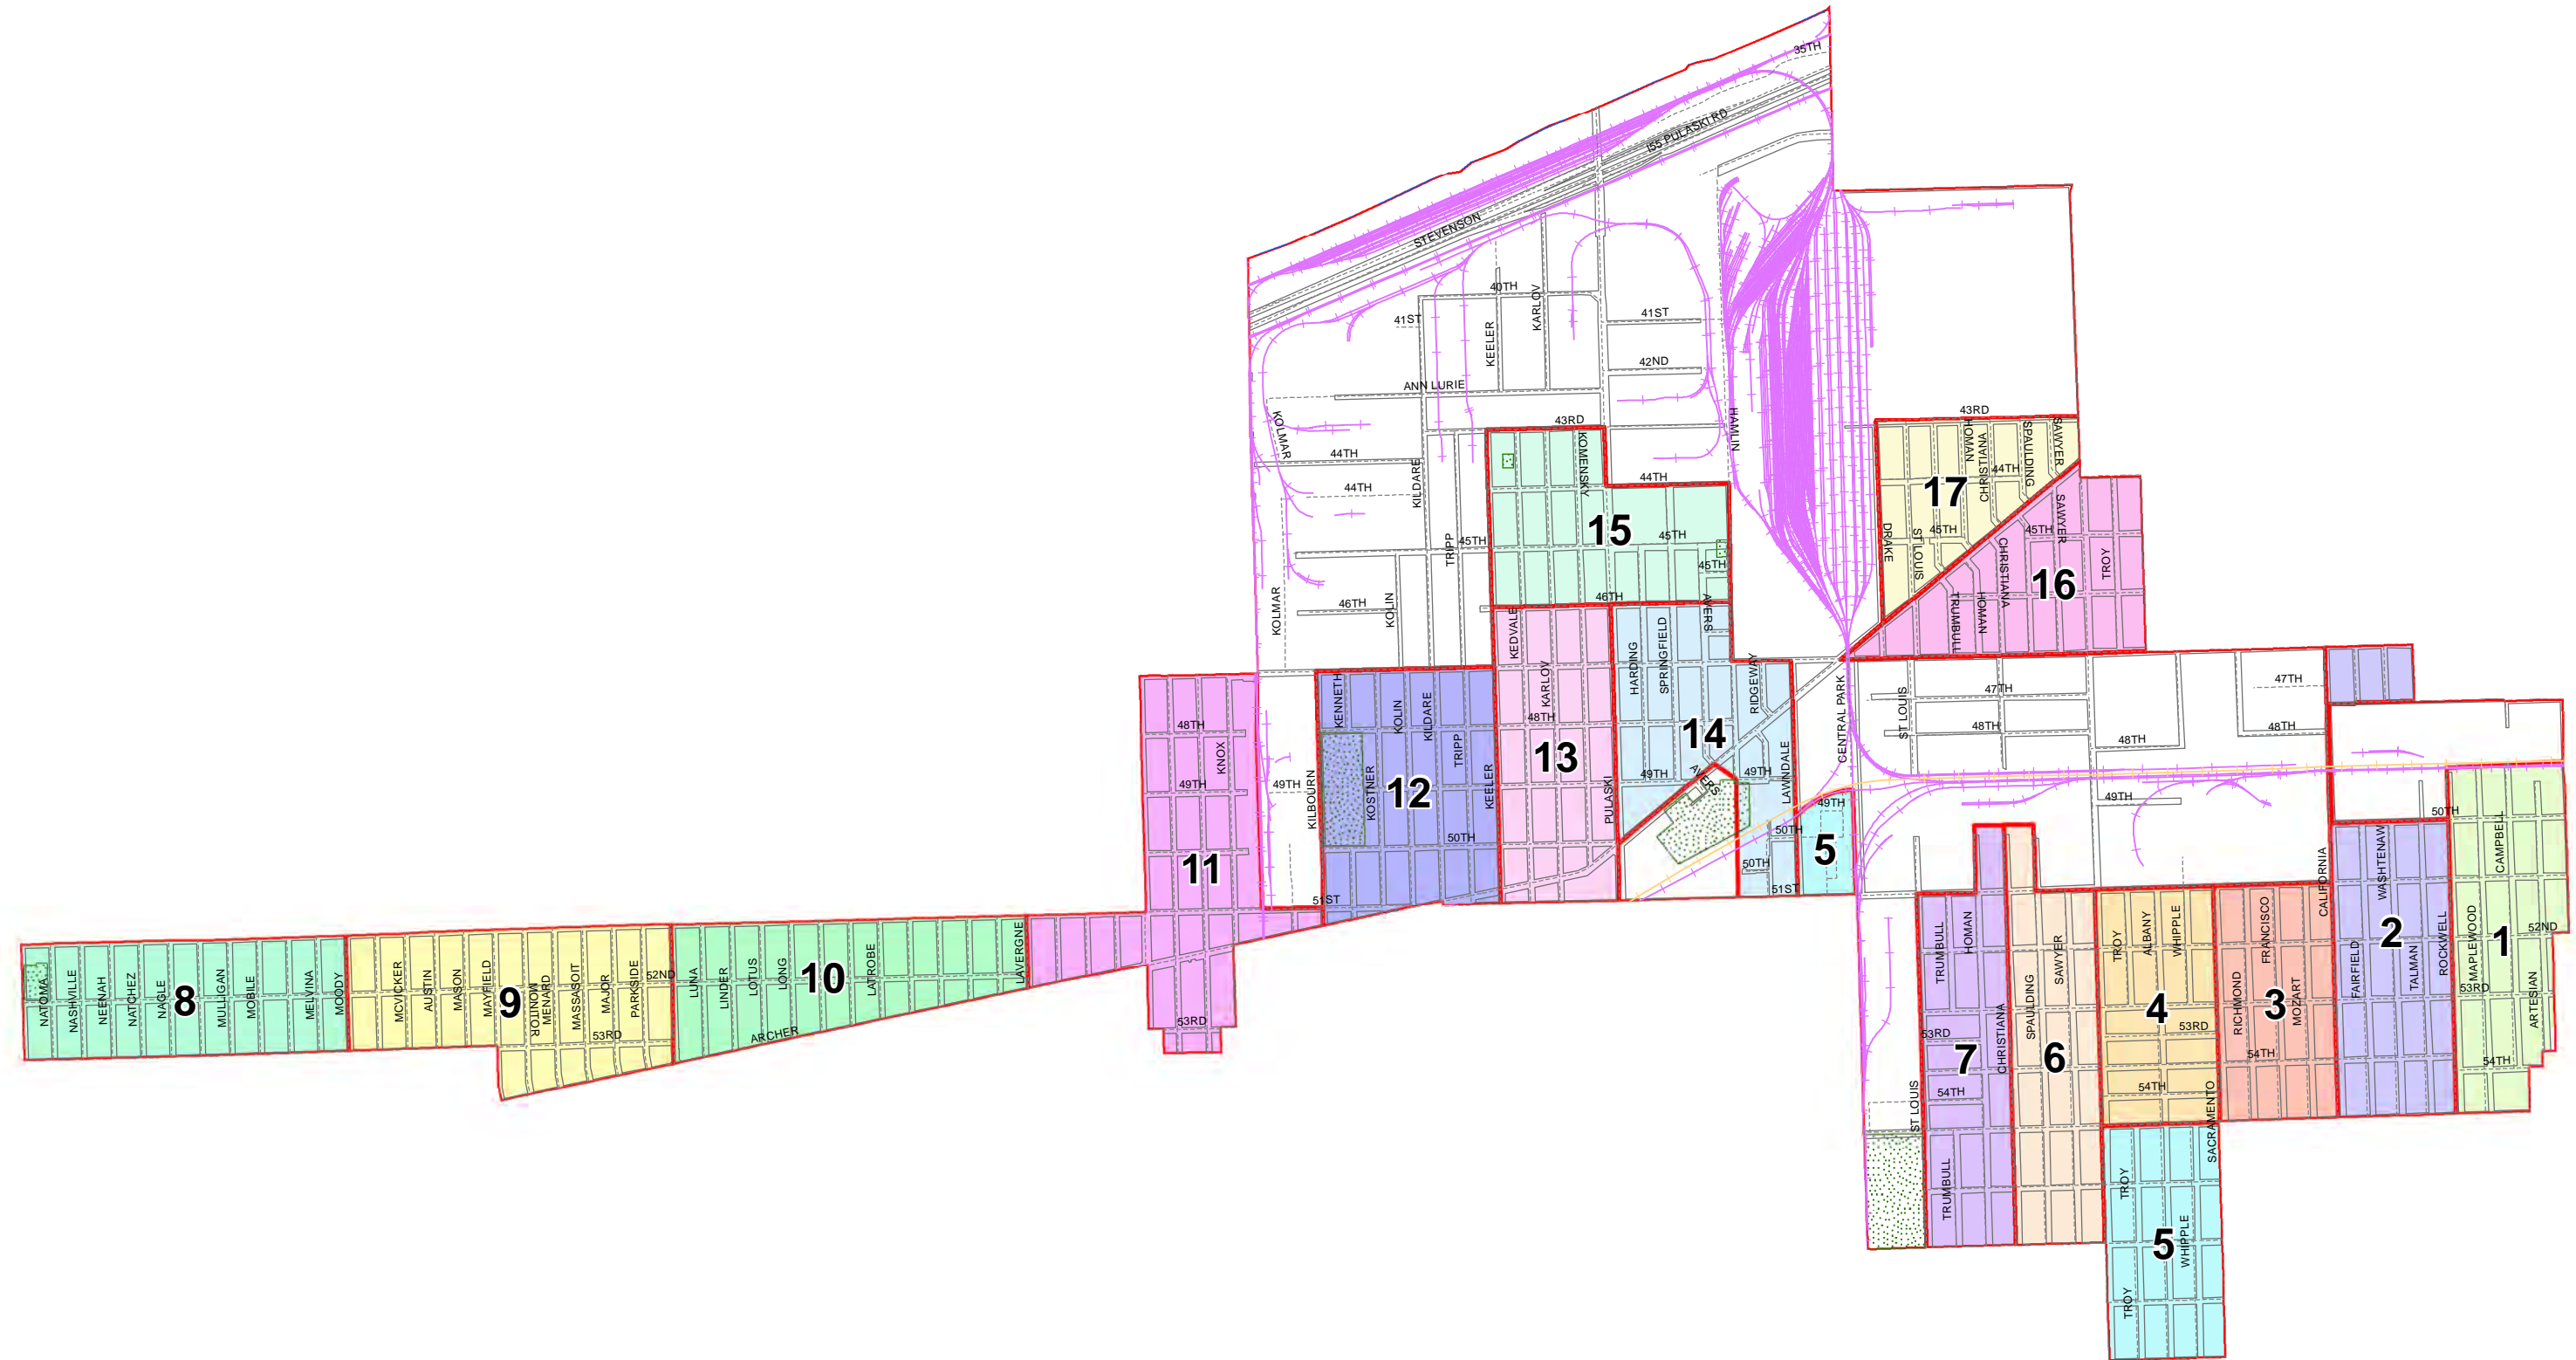 35TH
I55 PULASKI RD
STEVENSON
40TH
KARLOV
41ST
41ST
KEELER
42ND
ANN LURIE
HAMLIN
43RD
43RD
KOLMAR
KOMENSKY
HOMAN
CHRISTIANA
SPAULDING
SAWYER
44TH
44TH
44TH
44TH
KILDARE
17
15
SAWYER
45TH
45TH
45TH
45TH
45TH
TRIPP
DRAKE
ST LOUIS
CHRISTIANA
TROY
16
46TH
46TH
KOLMAR
KOLIN
KEDVALE
AVERS
TRUMBULL
HOMAN
HARDING
SPRINGFIELD
RIDGEWAY
CENTRAL PARK
47TH
47TH
KENNETH
KOLIN
KILDARE
KARLOV
ST LOUIS
48TH
48TH
48TH
48TH
48TH
KNOX
TRIPP
13
14
49TH
49TH
49TH
49TH
49TH
49TH
AVERS
LAWNDALE
KILBOURN
KOSTNER
12
KEELER
PULASKI
50TH
50TH
50TH
50TH
5
CAMPBELL
11
51ST
51ST
CALIFORNIA
WASHTENAW
NATOMA
NASHVILLE
NEENAH
NATCHEZ
NAGLE
8
MULLIGAN
MOBILE
MELVINA
MOODY
MCVICKER
AUSTIN
MASON
MAYFIELD
9
MONITOR
MENARD
MASSASOIT
MAJOR
PARKSIDE
52ND
LUNA
LINDER
LOTUS
LONG
10
LATROBE
LAVERGNE
ARCHER
53RD
53RD
TRUMBULL
HOMAN
SAWYER
TROY
ALBANY
WHIPPLE
FRANCISCO
2
TALMAN
ROCKWELL
MAPLEWOOD
1
52ND
SPAULDING
4
RICHMOND
3
MOZART
FAIRFIELD
53RD
ARTESIAN
53RD
53RD
7
CHRISTIANA
6
54TH
54TH
54TH
54TH
ST LOUIS
SACRAMENTO
TRUMBULL
TROY
5
WHIPPLE
TROY